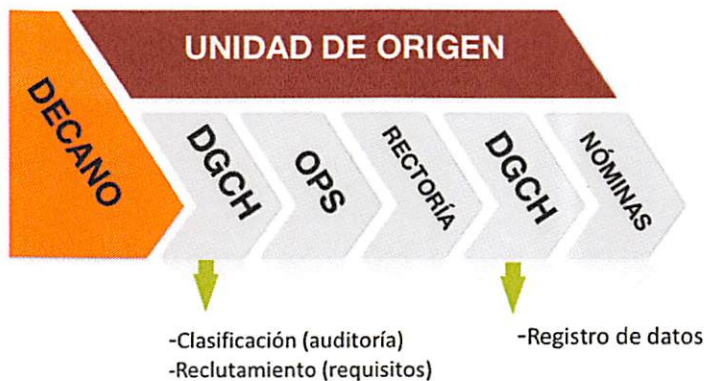 UNIDAD DE ORIGEN
DECANO
DGCH
OPS
RECTORÍA
DGCH
NÓMINAS
-Clasificación (auditoría)
-Reclutamiento (requisitos)
-Registro de datos